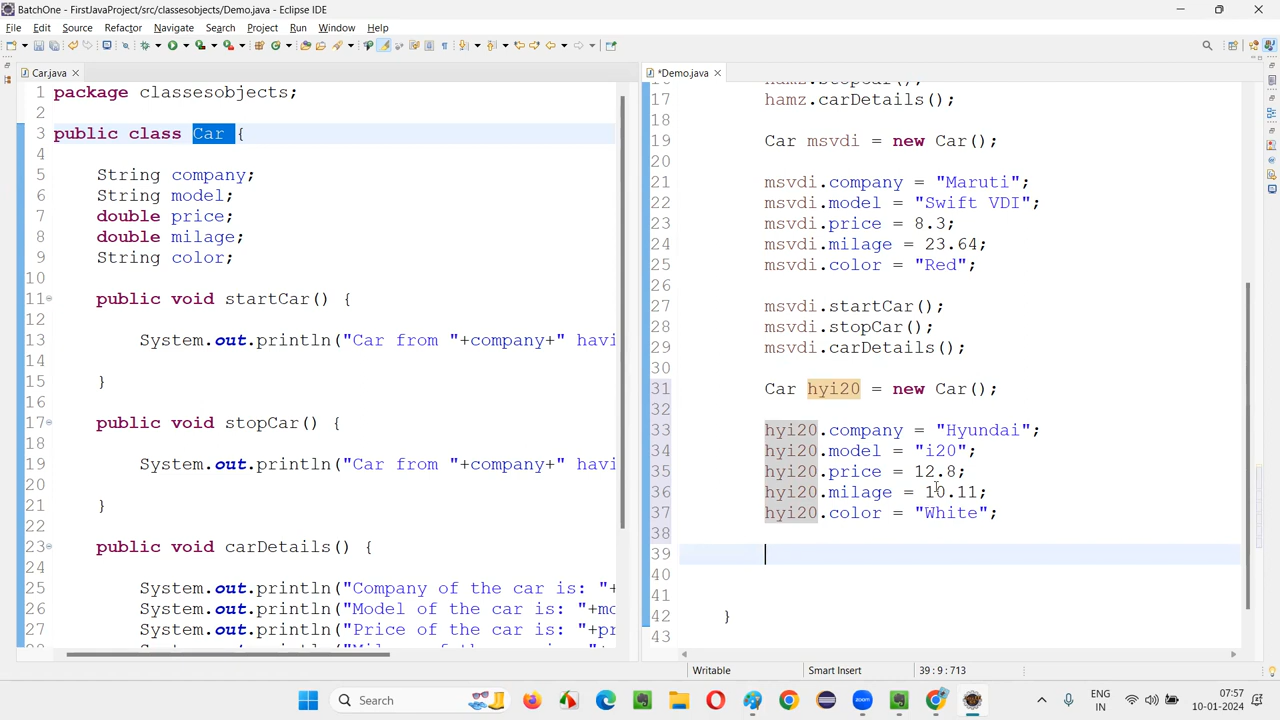 BatchOne - FirstJavaProject/src/classesobjects/Demo.java - Eclipse IDE
File Edit Source Refactor Navigate Search Project Run Window Help
Car.java
1 package classesobjects;
2
3 public class Car {
4
5 String company;
6 String model;
7 double price;
8 double milage;
9 String color;
10
11 public void startCar() {
12
13 System.out.println("Car from "+company+" havi
14
15 }
16
17 public void stopCar() {
18
19 System.out.println("Car from "+company+" havi
20
21 }
22
23 public void carDetails() {
24
25 System.out.println("Company of the car is: "+
26 System.out.println("Model of the car is: "+mo
27 System.out.println("Price of the car is: "+pr
*Demo.java
hamz.stopCar();
17 hamz.carDetails();
18
19 Car msvdi = new Car();
20
21 msvdi.company = "Maruti";
22 msvdi.model = "Swift VDI";
23 msvdi.price = 8.3;
24 msvdi.milage = 23.64;
25 msvdi.color = "Red";
26
27 msvdi.startCar();
28 msvdi.stopCar();
29 msvdi.carDetails();
30
31 Car hyi20 = new Car();
32
33 hyi20.company = "Hyundai";
34 hyi20.model = "i20";
35 hyi20.price = 12.8;
36 hyi20.milage = 10.11;
37 hyi20.color = "White";
38
39
40
41
42 }
43
Writable Smart Insert 39 : 9 : 713
Search
ENG
IN
07:57
10-01-2024